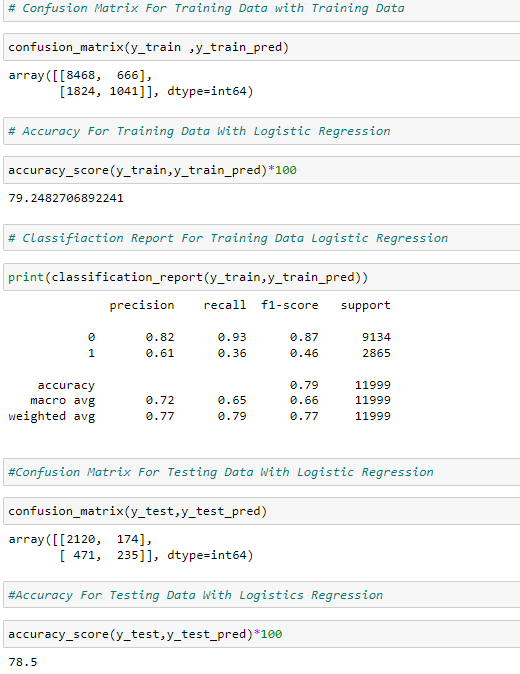 # Confusion Matrix For Training Data with Training Data
confusion_matrix(y_train ,y_train_pred)
array([[8468,  666],
       [1824, 1041]], dtype=int64)
# Accuracy For Training Data With Logistic Regression
accuracy_score(y_train,y_train_pred)*100
79.2482706892241
# Classifiaction Report For Training Data Logistic Regression
print(classification_report(y_train,y_train_pred))
              precision    recall  f1-score   support
           0       0.82      0.93      0.87      9134
           1       0.61      0.36      0.46      2865
    accuracy                           0.79     11999
   macro avg       0.72      0.65      0.66     11999
weighted avg       0.77      0.79      0.77     11999
#Confusion Matrix For Testing Data With Logistic Regression
confusion_matrix(y_test,y_test_pred)
array([[2120,  174],
       [ 471,  235]], dtype=int64)
#Accuracy For Testing Data With Logistics Regression
accuracy_score(y_test,y_test_pred)*100
78.5